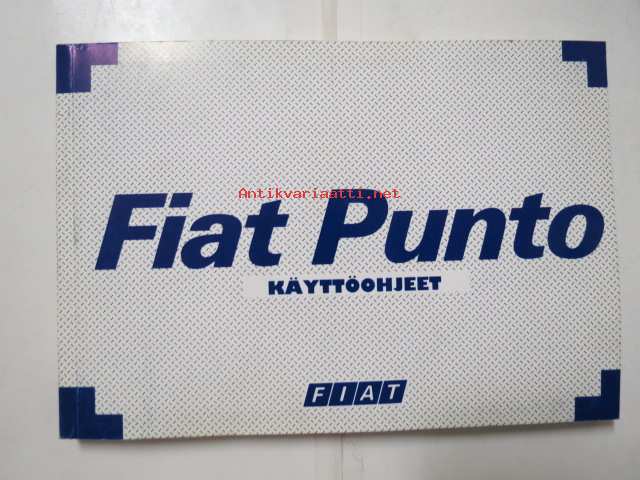 Antikvariaatti.net
Fiat Punto
KÄYTTÖOHJEET
FIAT